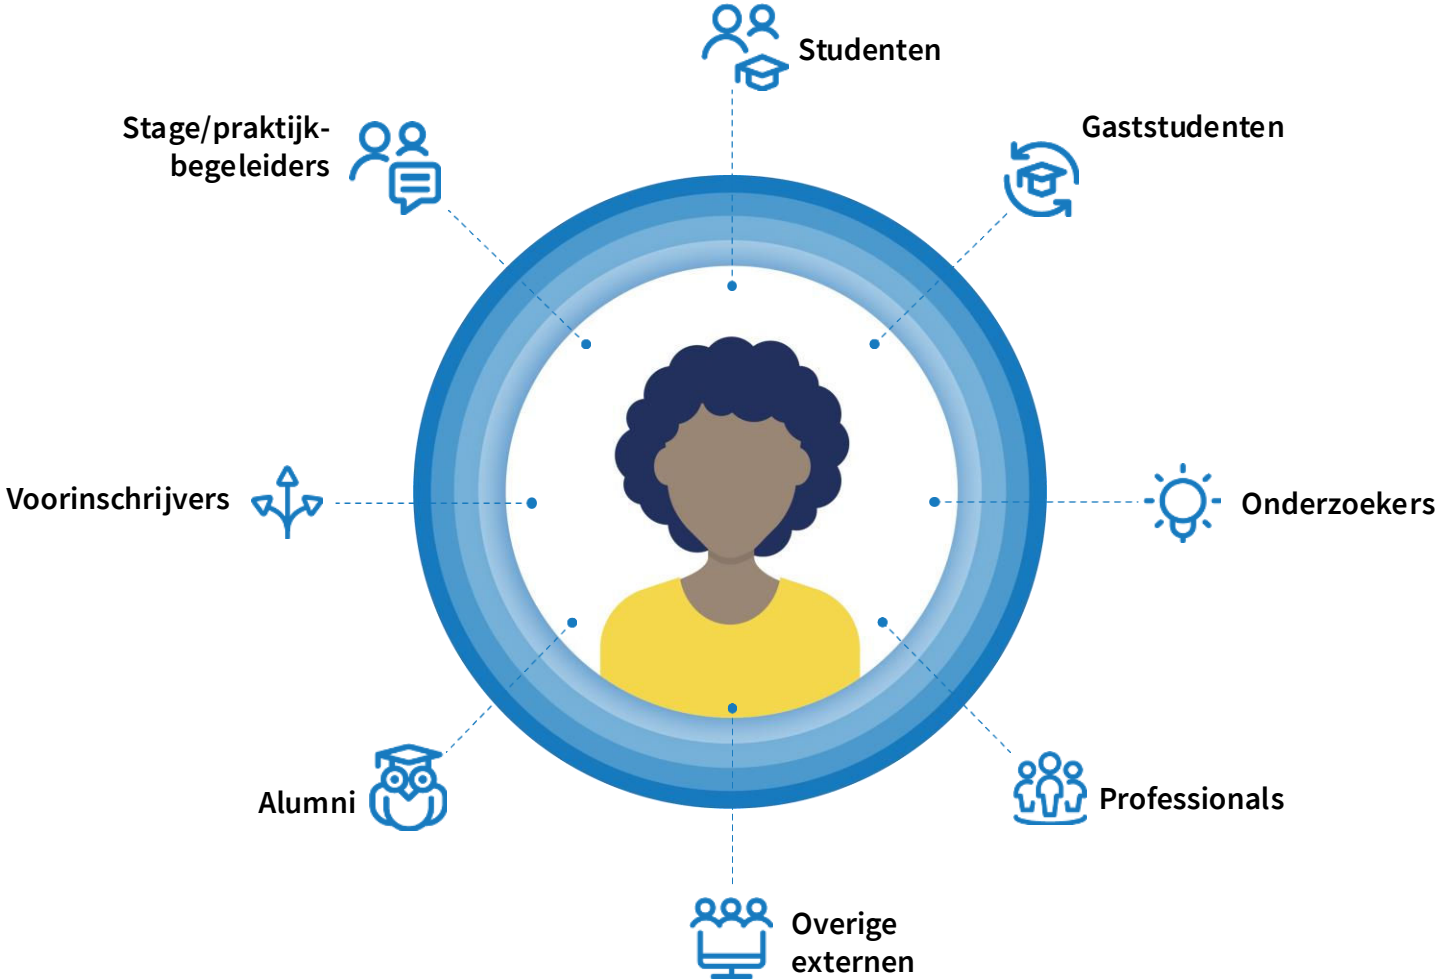 Studenten
Gaststudenten
Stage/praktijk-
begeleiders
Voorinschrijvers
Onderzoekers
Alumni
Professionals
Overige
externen